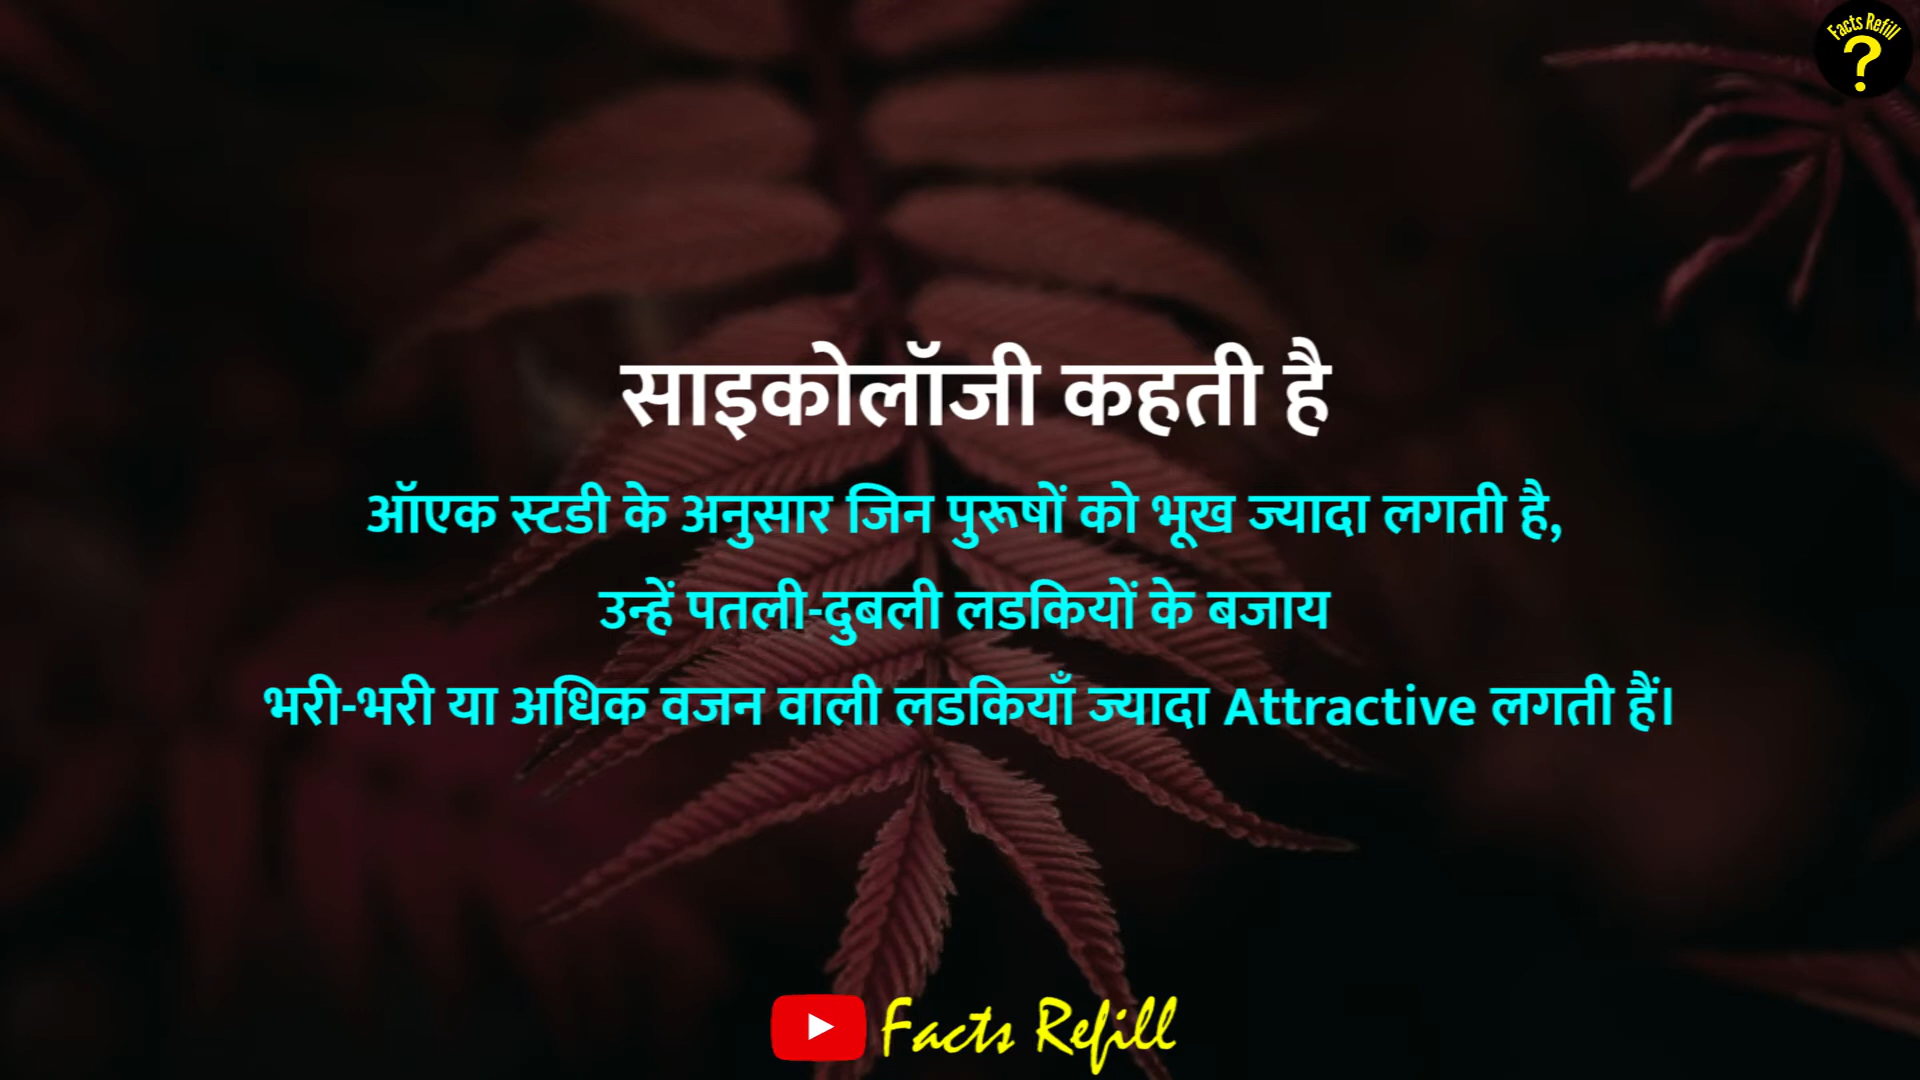 Facts Refill
?
साइकोलॉजी कहती है
ऑएक स्टडी के अनुसार जिन पुरूषों को भूख ज्यादा लगती है,
उन्हें पतली-दुबली लडकियों के बजाय
भरी-भरी या अधिक वजन वाली लडकियाँ ज्यादा Attractive लगती हैं।
Facts Refill